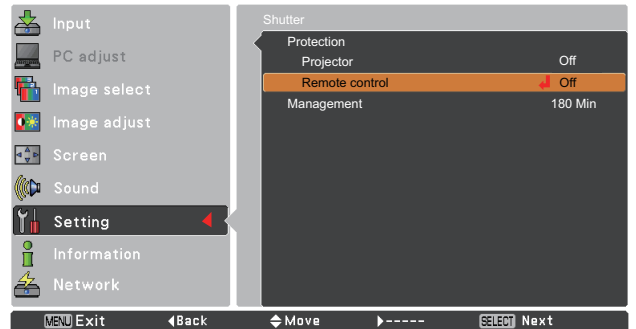 Input
PC adjust
Image select
Image adjust
Screen
Sound
Setting
Information
Network
Shutter
Protection
Projector Off
Remote control Off
Management 180 Min
MENU Exit Back Move ----- SELECT Next